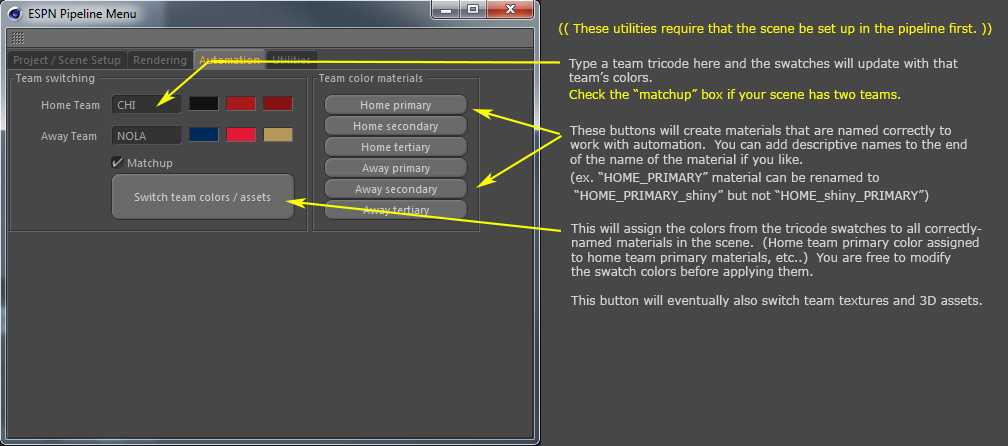 ESPN Pipeline Menu
Project / Scene Setup Rendering Automation Utilities
Team switching
Home Team CHI
Away Team NOLA
Matchup
Switch team colors / assets
Team color materials
Home primary
Home secondary
Home tertiary
Away primary
Away secondary
Away tertiary
(( These utilities require that the scene be set up in the pipeline first. ))
Type a team tricode here and the swatches will update with that
team's colors.
Check the “matchup” box if your scene has two teams.
These buttons will create materials that are named correctly to
work with automation. You can add descriptive names to the end
of the name of the material if you like.
(ex. “HOME_PRIMARY” material can be renamed to
“HOME_PRIMARY_shiny” but not “HOME_shiny_PRIMARY”)
This will assign the colors from the tricode swatches to all correctly-
named materials in the scene. (Home team primary color assigned
to home team primary materials, etc..) You are free to modify
the swatch colors before applying them.
This button will eventually also switch team textures and 3D assets.